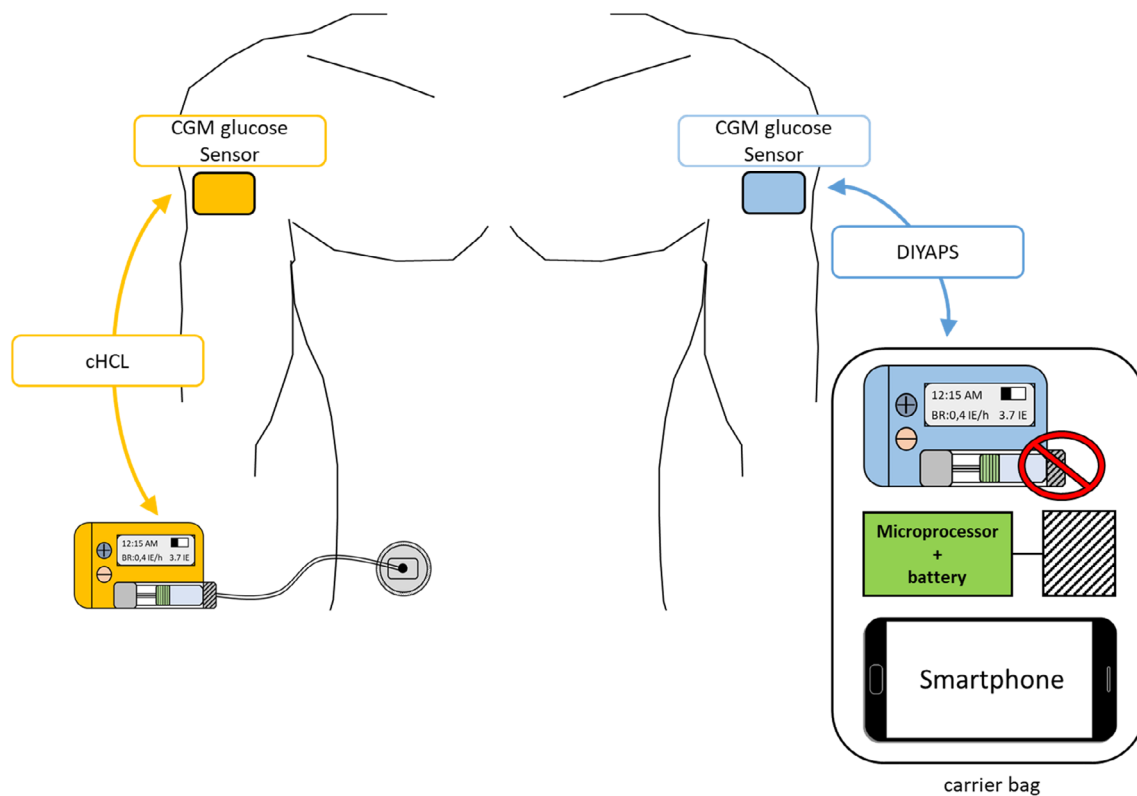 CGM glucose
Sensor
CGM glucose
Sensor
DIYAPS
cHCL
12:15 AM
BR:0,4 IE/h 3.7 IE
12:15 AM
BR:0,4 IE/h 3.7 IE
Microprocessor
+
battery
Smartphone
carrier bag